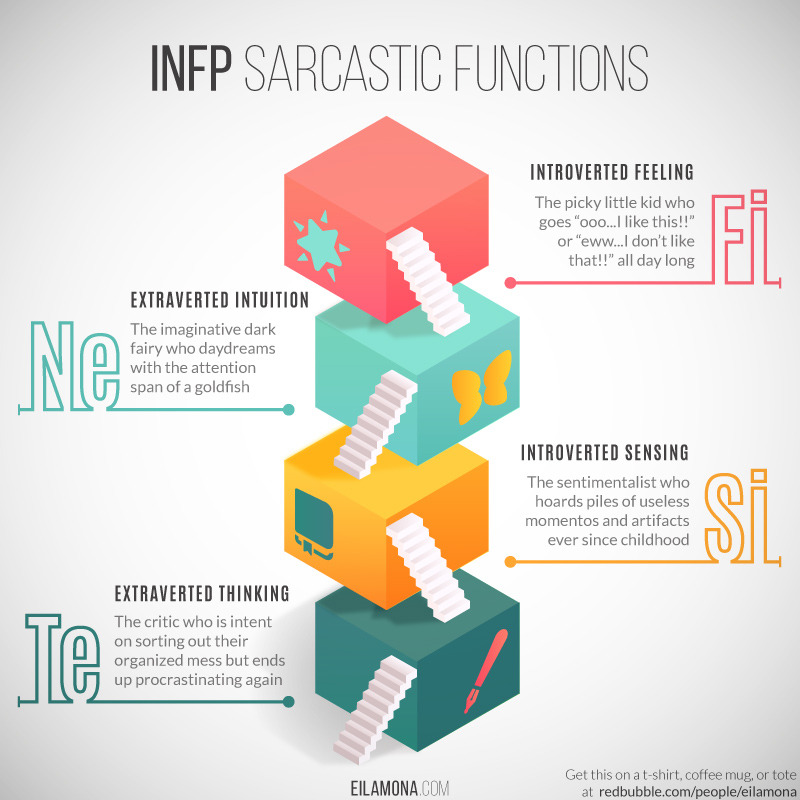 INFP SARCASTIC FUNCTIONS
INTROVERTED FEELING
The picky little kid who
goes “ooo...I like this!!”
or “eww...I don’t like
that!!” all day long
Fi
EXTRAVERTED INTUITION
The imaginative dark
fairy who daydreams
with the attention
span of a goldfish
Ne
INTROVERTED SENSING
The sentimentalist who
hoards piles of useless
momentos and artifacts
ever since childhood
Si
EXTRAVERTED THINKING
The critic who is intent
on sorting out their
organized mess but ends
up procrastinating again
Te
EILAMONA.COM
Get this on a t-shirt, coffee mug, or tote
at redbubble.com/people/eilamona